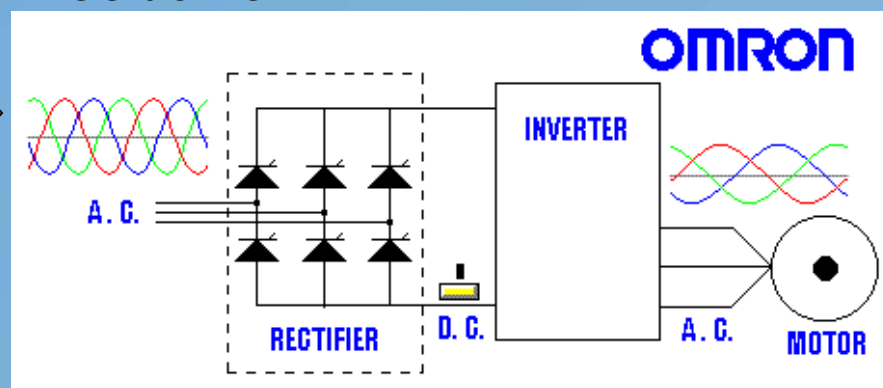 OMRON
INVERTER
A. C.
RECTIFIER
D. C.
A. C.
MOTOR